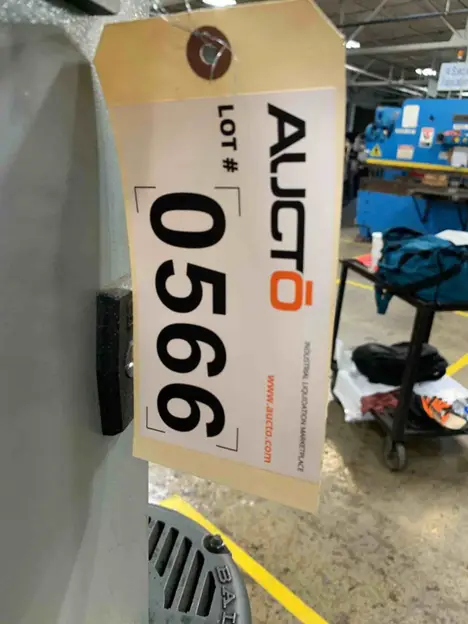 AUCTŌ
INDUSTRIAL LIQUIDATION MARKETPLACE
www.aucto.com
LOT #
0566
BAL